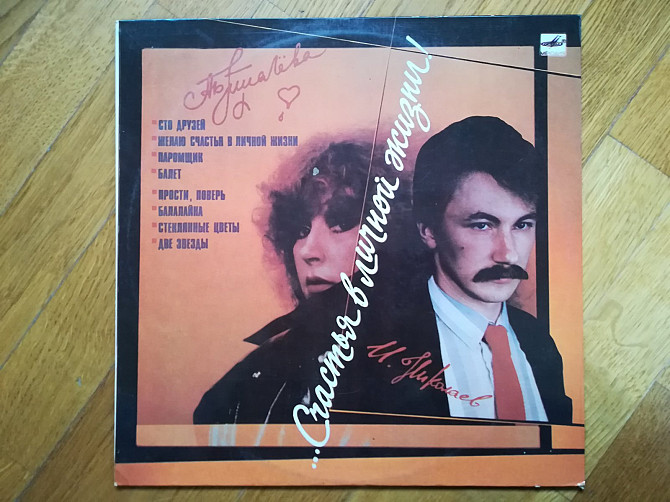 А. Пугачёва
СТО ДРУЗЕЙ
ЖЕЛАЮ СЧАСТЬЯ В ЛИЧНОЙ ЖИЗНИ
ПАРОМЩИК
БАЛЕТ
ПРОСТИ, ПОВЕРЬ
БАЛАЛАЙКА
СТЕКЛЯННЫЕ ЦВЕТЫ
ДВЕ ЗВЕЗДЫ
...Счастья в личной жизни!
И. Николаев